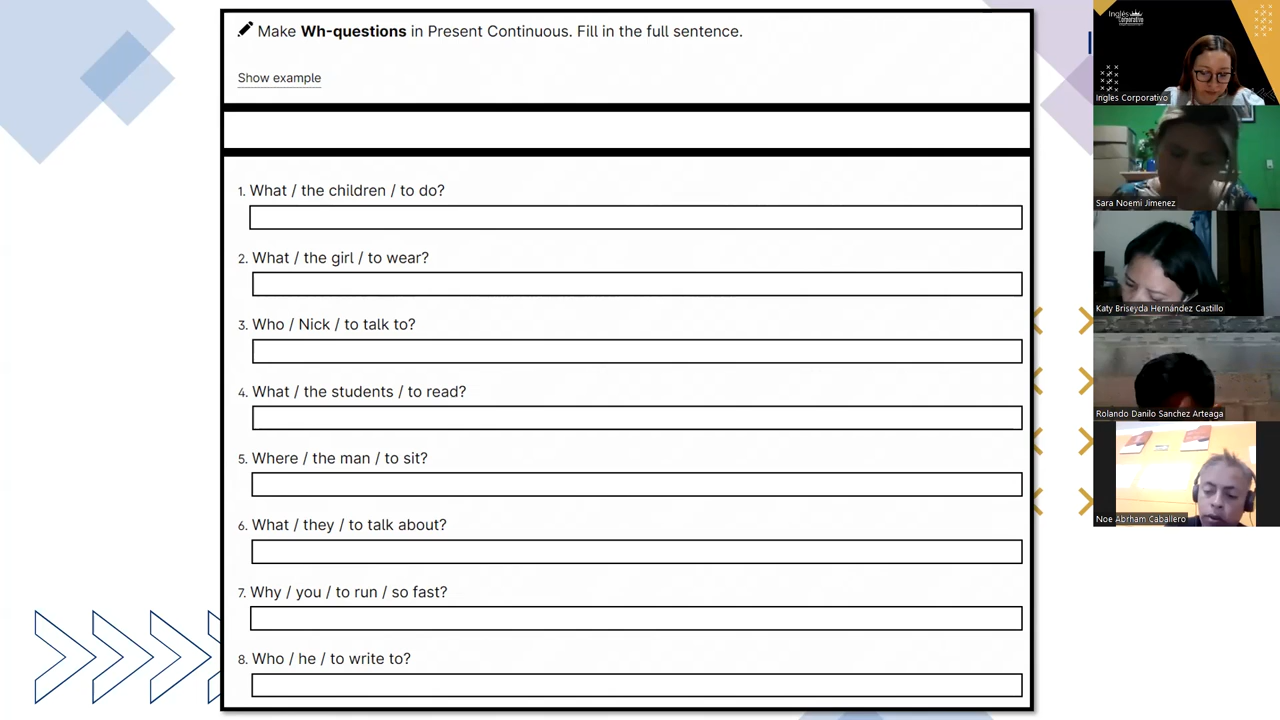 Make Wh-questions in Present Continuous. Fill in the full sentence.
Show example
1. What / the children / to do?
2. What / the girl / to wear?
3. Who / Nick / to talk to?
4. What / the students / to read?
5. Where / the man / to sit?
6. What / they / to talk about?
7. Why / you / to run / so fast?
8. Who / he / to write to?
Inglés
Corporativo
Ingles Corporativo
Sara Noemi Jimenez
Katy Briseyda Hernández Castillo
Rolando Danilo Sanchez Arteaga
Noe Abrham Caballero